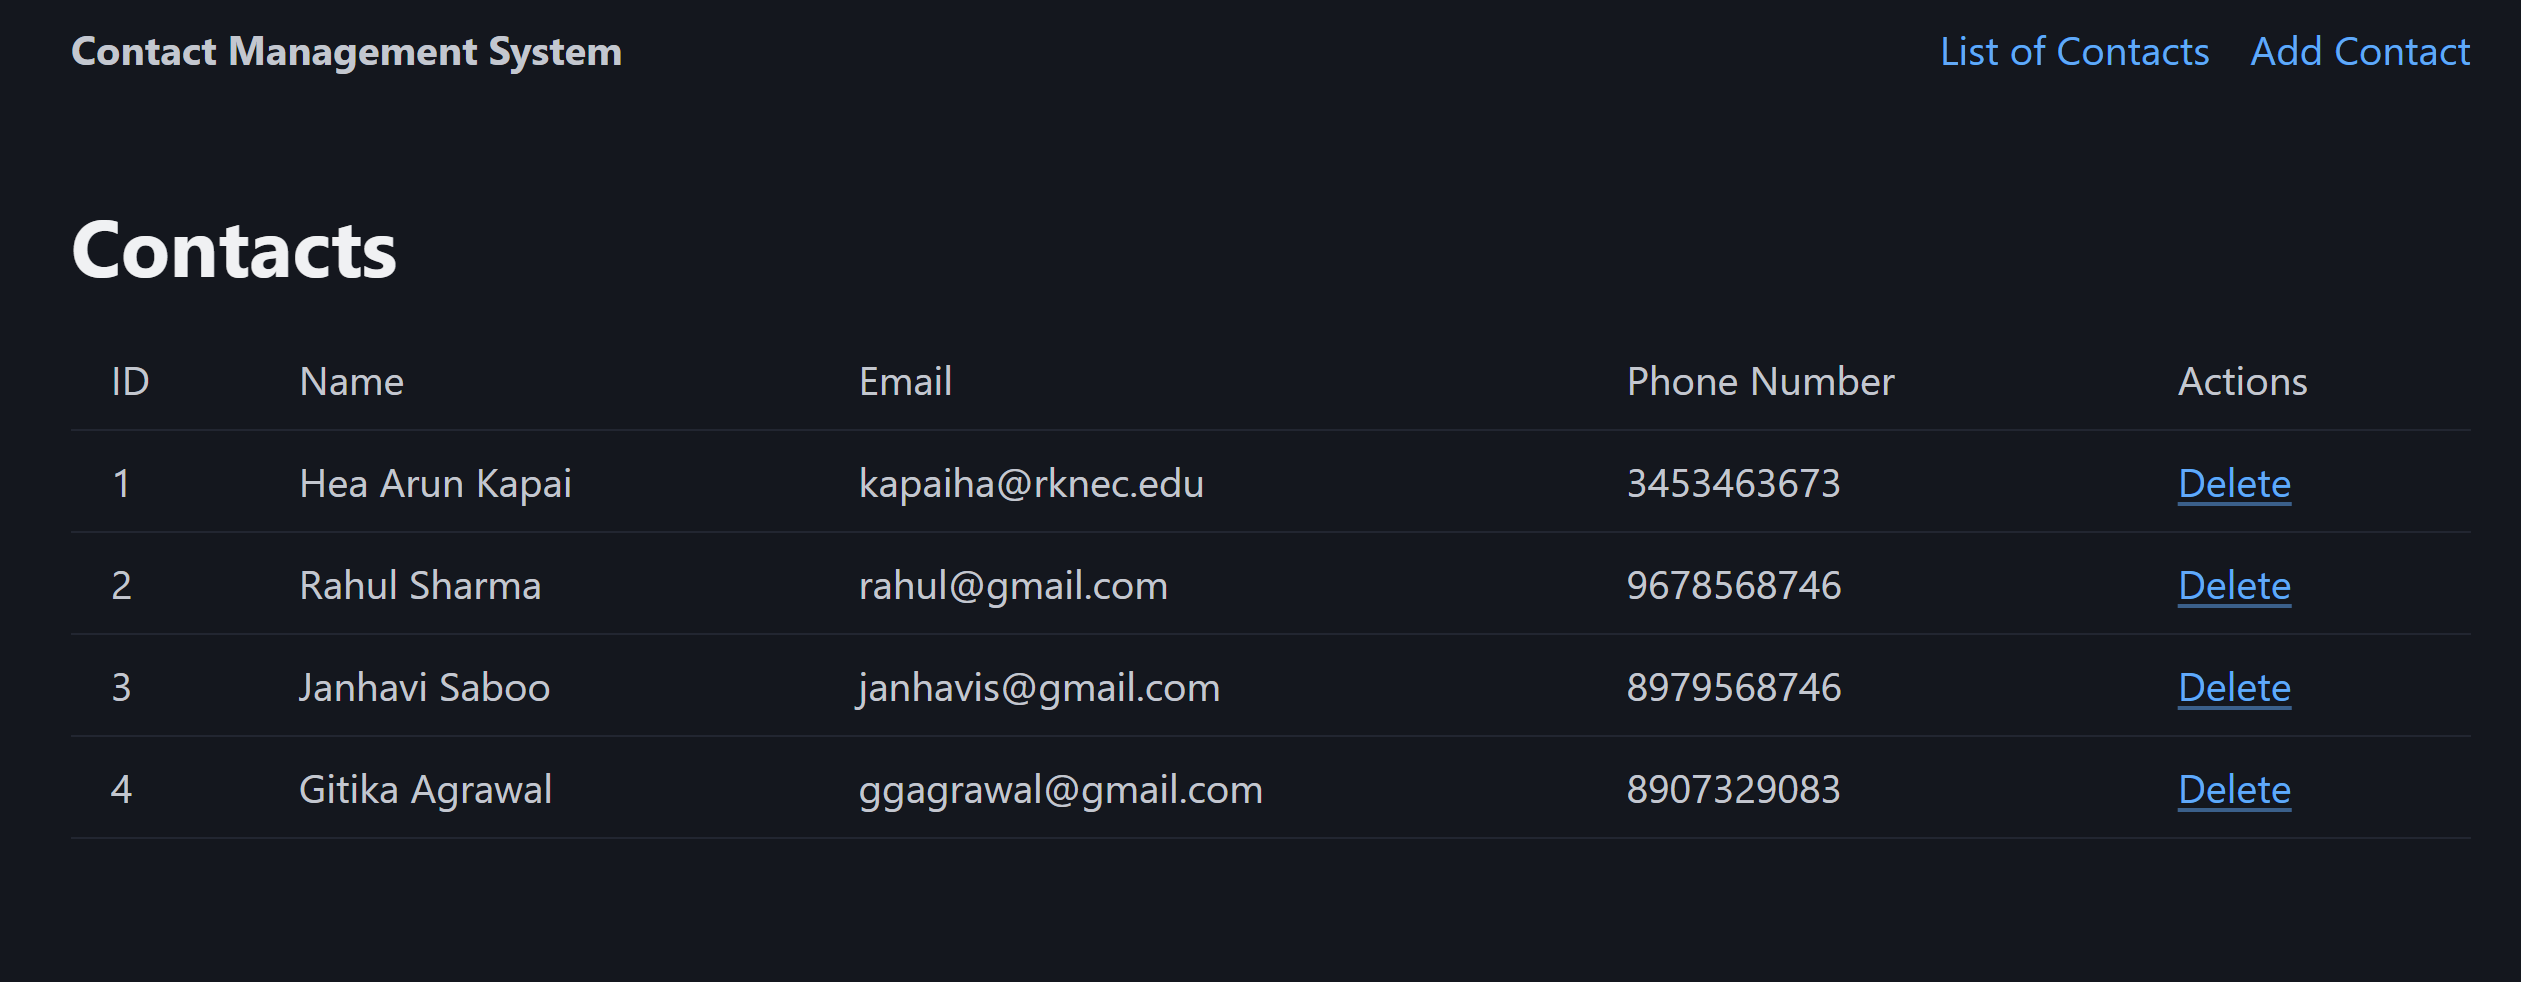 Contact Management System List of Contacts Add Contact
Contacts
ID Name Email Phone Number Actions
1 Hea Arun Kapai kapaiha@rknec.edu 3453463673 Delete
2 Rahul Sharma rahul@gmail.com 9678568746 Delete
3 Janhavi Saboo janhavis@gmail.com 8979568746 Delete
4 Gitika Agrawal ggagrawal@gmail.com 8907329083 Delete